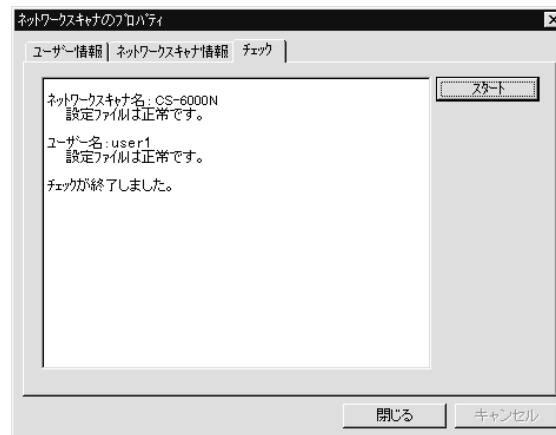 ネットワークスキャナのプロパティ
ユーザー情報
ネットワークスキャナ情報
チェック
ネットワークスキャナ名:CS-6000N
設定ファイルは正常です。
ユーザー名:user1
設定ファイルは正常です。
チェックが終了しました。
スタート
閉じる
キャンセル